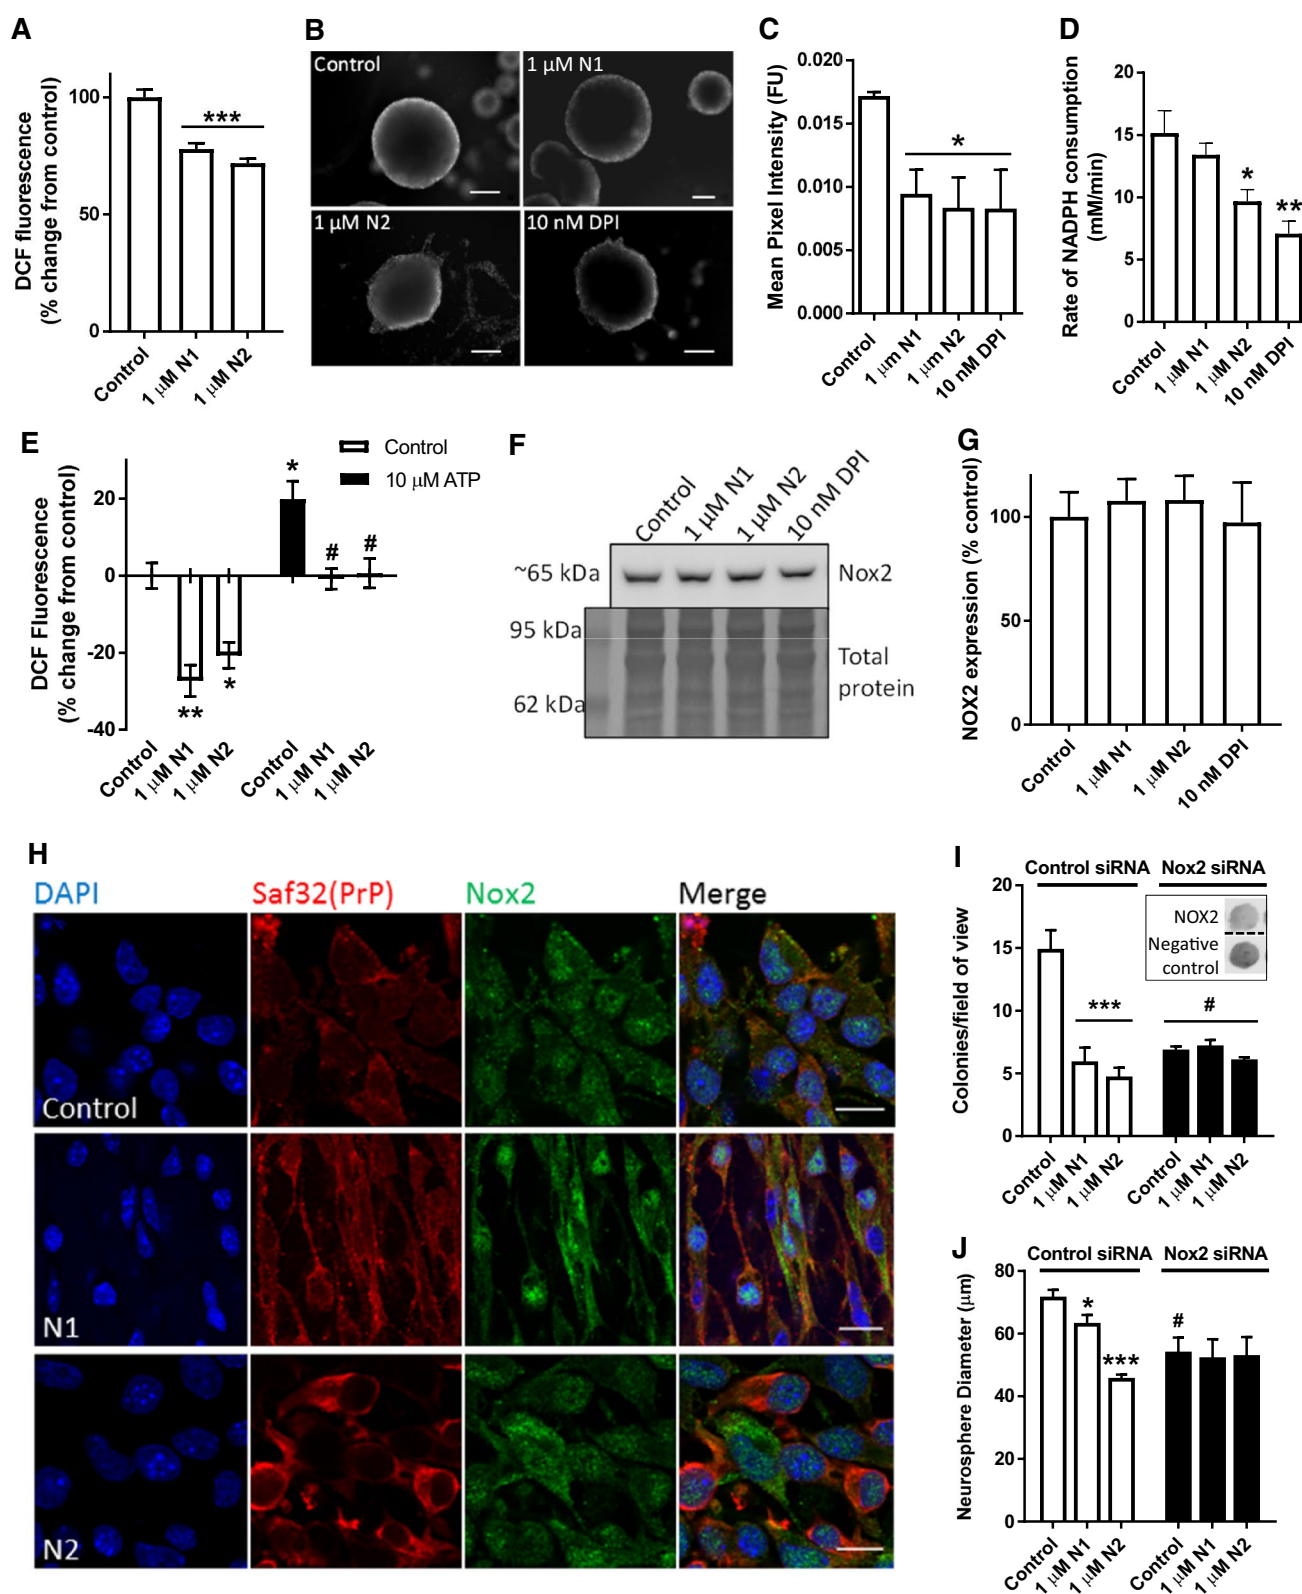 A
DCF fluorescence
(% change from control)
100
50
0
***
Control
1 μM N1
1 μM N2
B
Control
1 μM N1
1 μM N2
10 nM DPI
C
Mean Pixel Intensity (FU)
0.020
0.015
0.010
0.005
0.000
*
Control
1 μm N1
1 μm N2
10 nM DPI
D
Rate of NADPH consumption
(mM/min)
20
15
10
5
0
*
**
Control
1 μM N1
1 μM N2
10 nM DPI
E
DCF Fluorescence
(% change from control)
20
0
-20
-40
Control
10 μM ATP
**
*
*
#
#
Control
1 μM N1
1 μM N2
Control
1 μM N1
1 μM N2
F
Control
1 μM N1
1 μM N2
10 nM DPI
~65 kDa
Nox2
95 kDa
Total
protein
62 kDa
G
NOX2 expression (% control)
100
50
0
Control
1 μM N1
1 μM N2
10 nM DPI
H
DAPI
Saf32(PrP)
Nox2
Merge
Control
N1
N2
I
Control siRNA
Nox2 siRNA
Colonies/field of view
20
15
10
5
0
NOX2
Negative
control
***
#
Control
1 μM N1
1 μM N2
Control
1 μM N1
1 μM N2
J
Control siRNA
Nox2 siRNA
Neurosphere Diameter (μm)
80
60
40
20
0
*
***
#
Control
1 μM N1
1 μM N2
Control
1 μM N1
1 μM N2